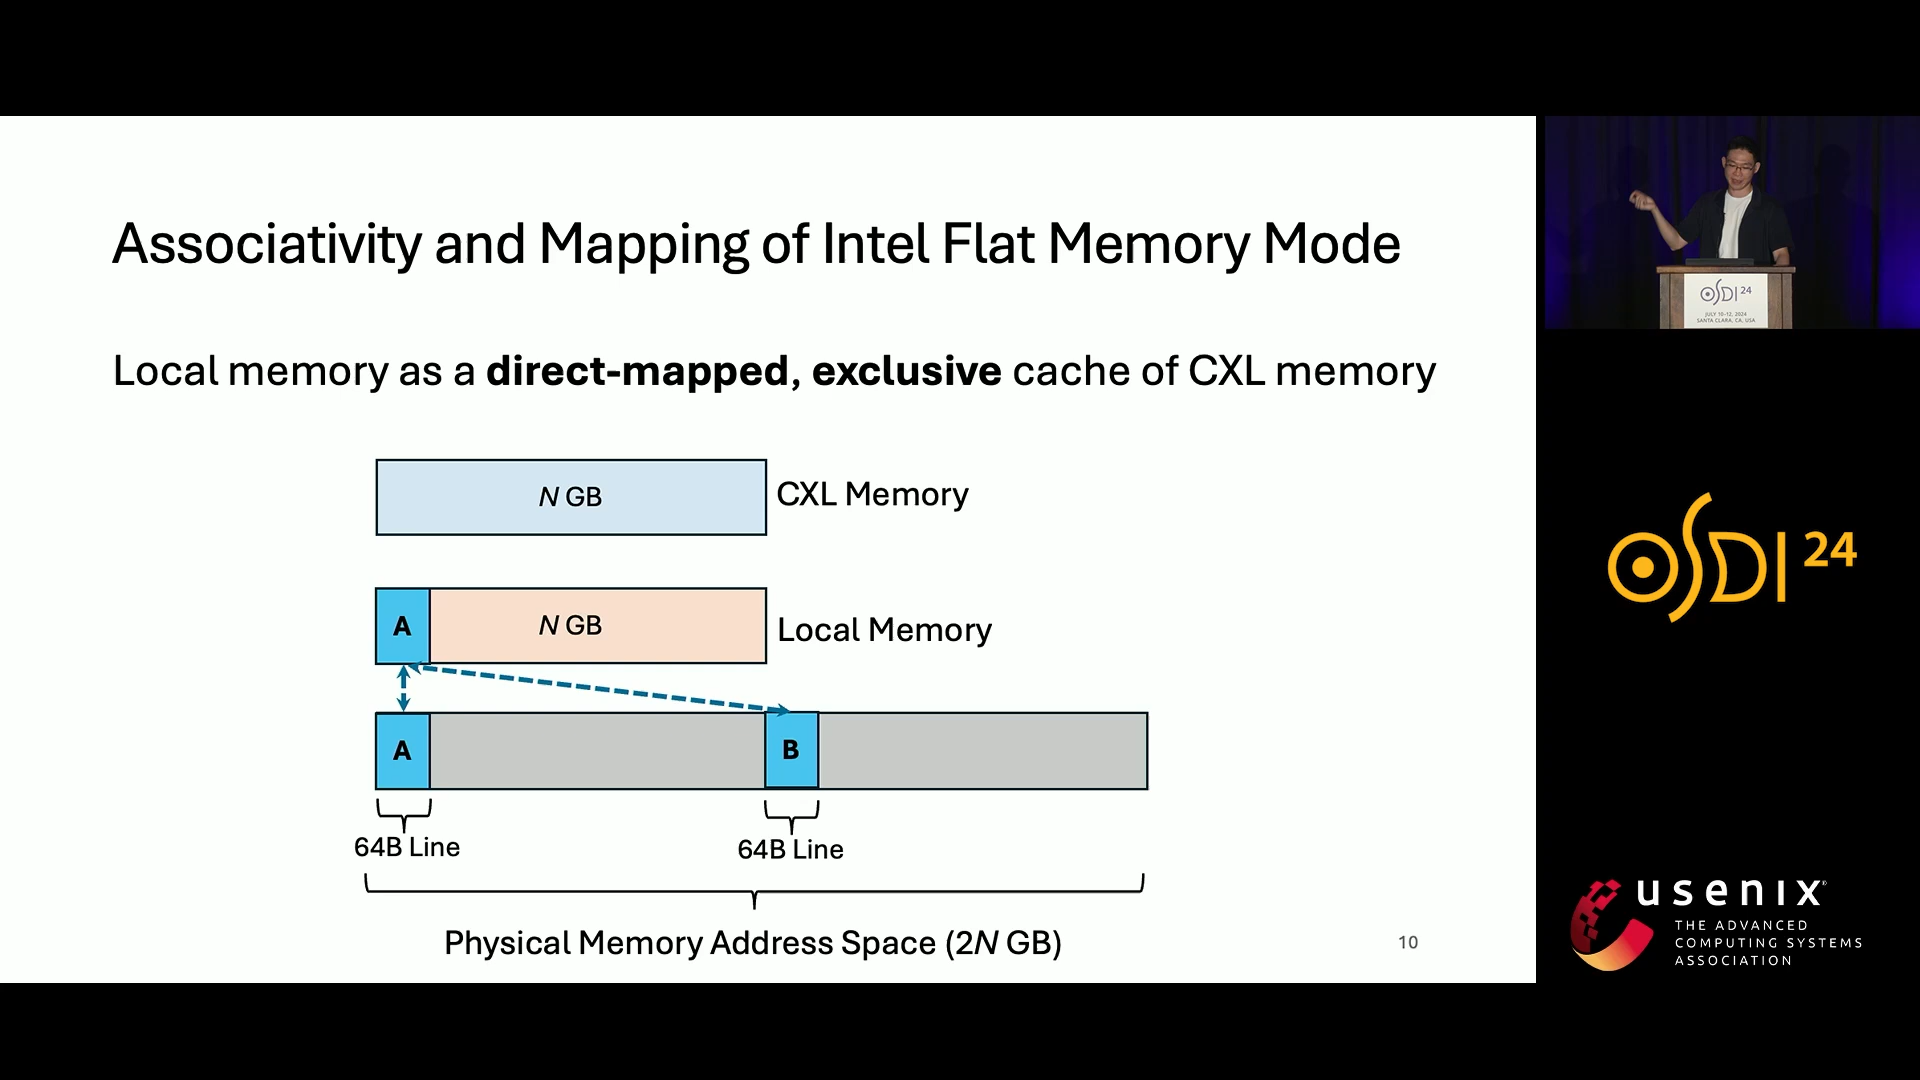 Associativity and Mapping of Intel Flat Memory Mode
Local memory as a direct-mapped, exclusive cache of CXL memory
N GB
CXL Memory
A
N GB
Local Memory
A
B
64B Line
64B Line
Physical Memory Address Space (2N GB)
10
OSDI 24
JULY 10–12, 2024
SANTA CLARA, CA, USA
OSDI 24
usenix
THE ADVANCED
COMPUTING SYSTEMS
ASSOCIATION